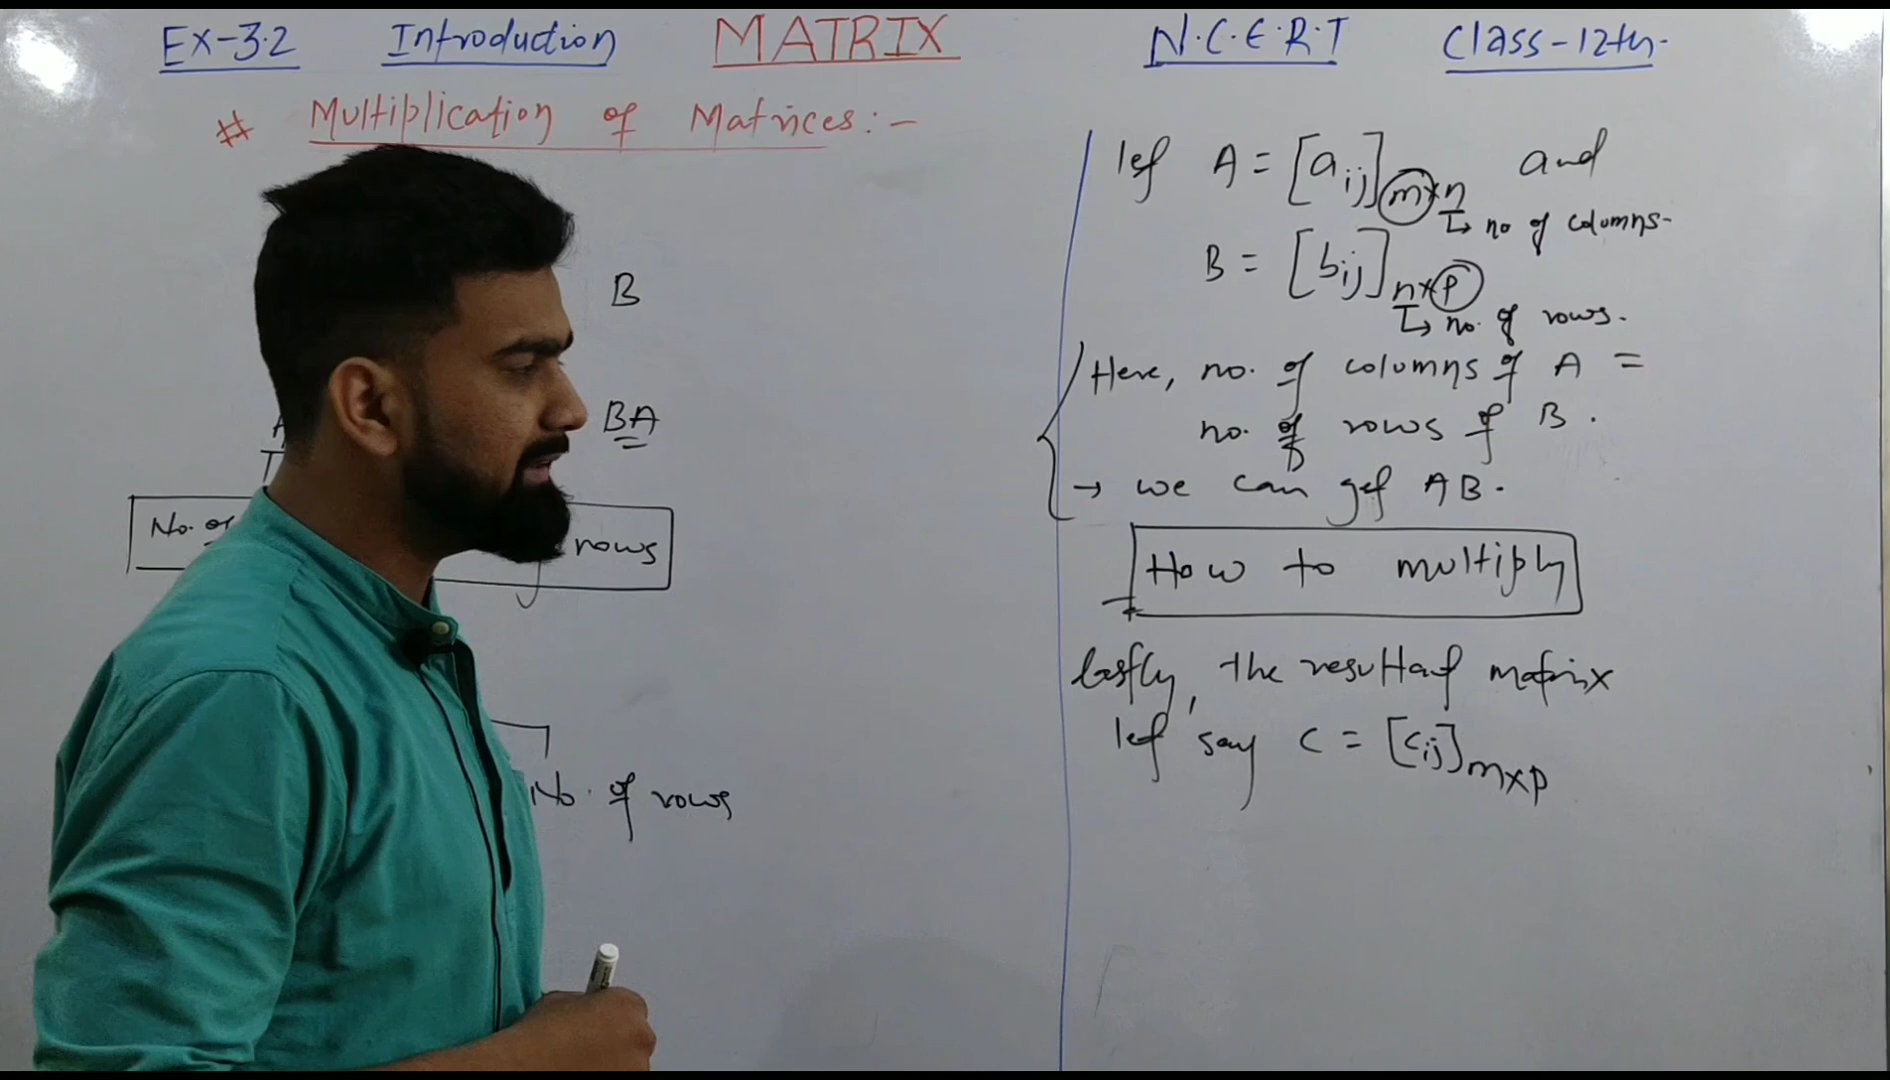 Ex-3.2 Introduction MATRIX N.C.E.R.T Class-12th.
# Multiplication of Matrices:-
B
BA
No. of rows
No. of rows
let A = [aij]m×n and
↳ no of columns-
B = [bij]n×p
↳ no. of rows.
Here, no. of columns of A =
no. of rows of B.
→ we can get AB.
How to multiply
lastly, the resultant matrix
let say C = [cij]m×p